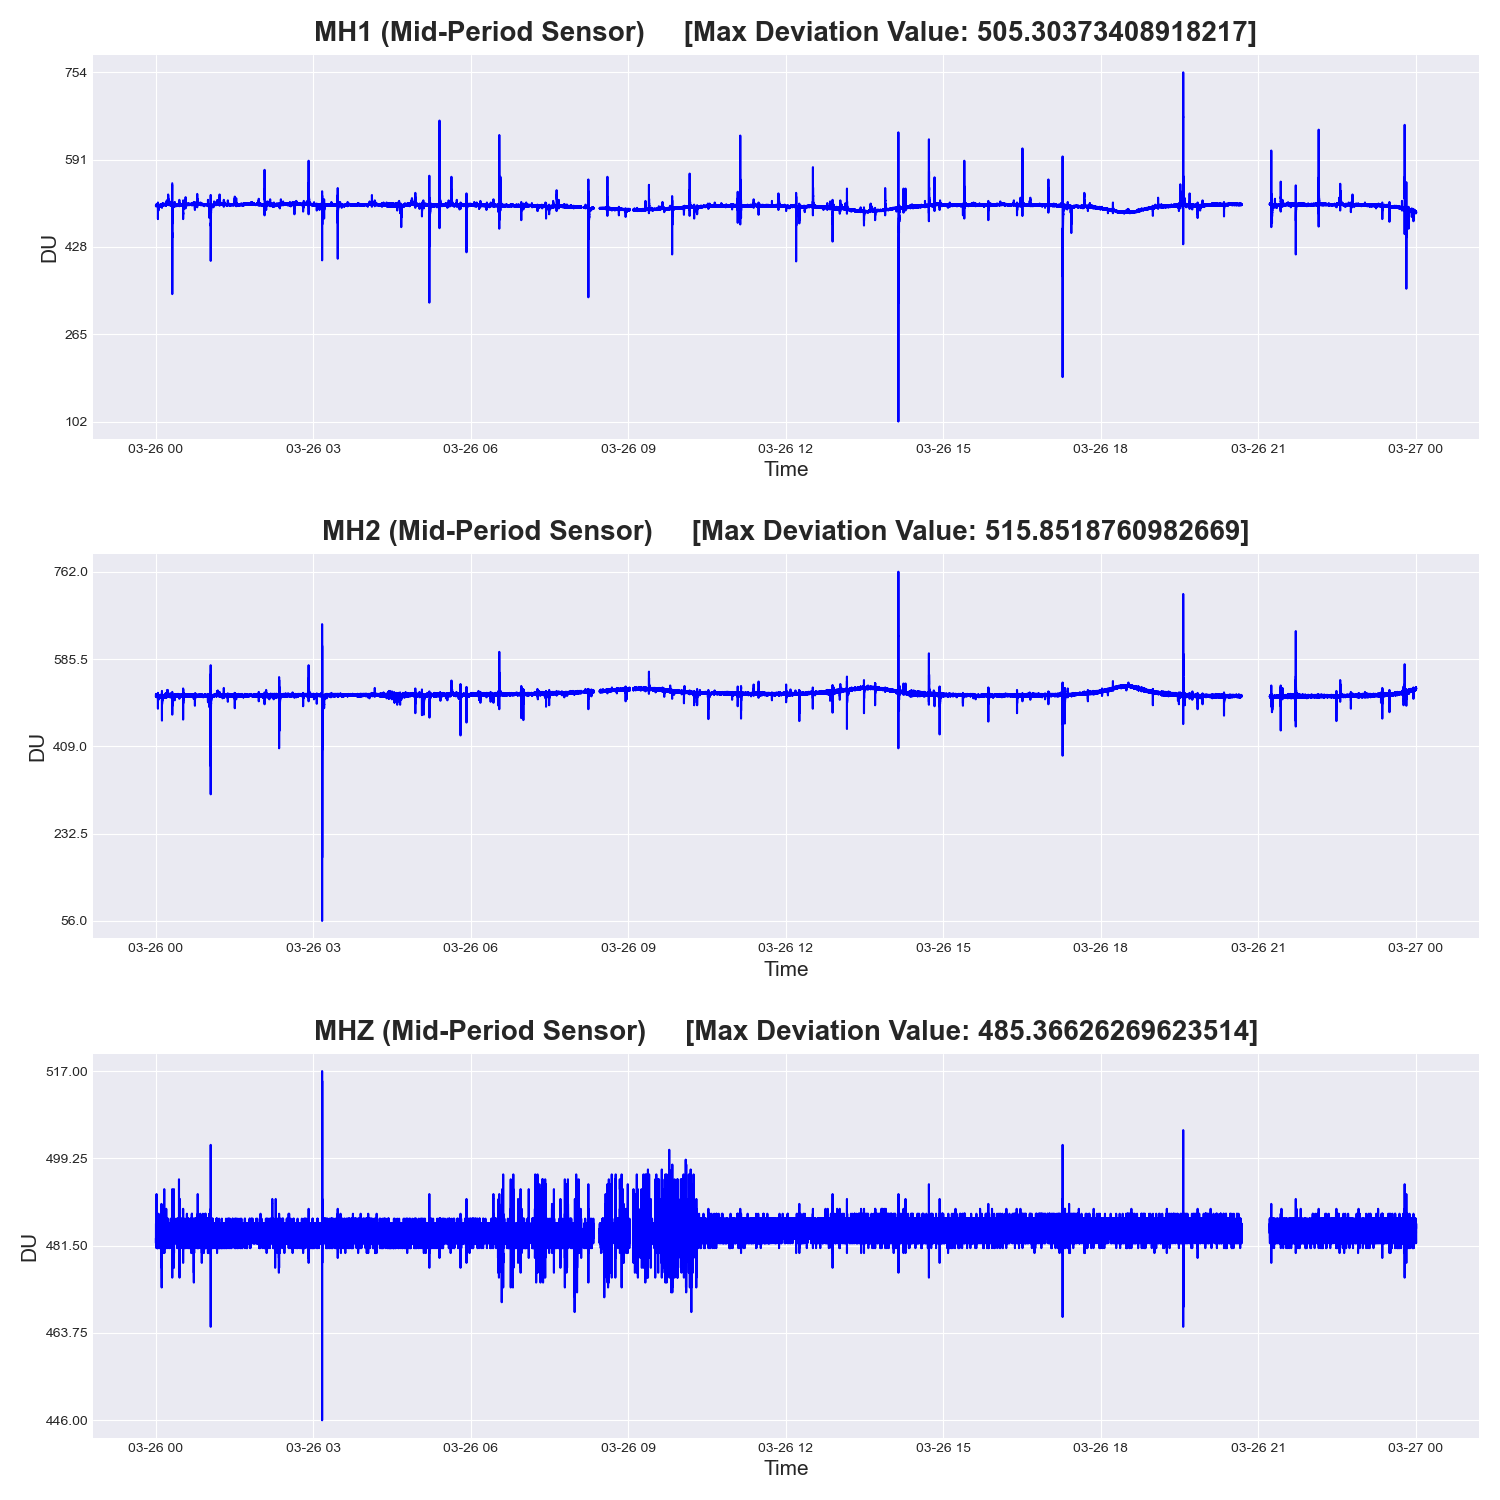 MH1 (Mid-Period Sensor) [Max Deviation Value: 505.30373408918217]
754
591
428
265
102
DU
03-26 00 03-26 03 03-26 06 03-26 09 03-26 12 03-26 15 03-26 18 03-26 21 03-27 00
Time
MH2 (Mid-Period Sensor) [Max Deviation Value: 515.8518760982669]
762.0
585.5
409.0
232.5
56.0
DU
03-26 00 03-26 03 03-26 06 03-26 09 03-26 12 03-26 15 03-26 18 03-26 21 03-27 00
Time
MHZ (Mid-Period Sensor) [Max Deviation Value: 485.36626269623514]
517.00
499.25
481.50
463.75
446.00
DU
03-26 00 03-26 03 03-26 06 03-26 09 03-26 12 03-26 15 03-26 18 03-26 21 03-27 00
Time